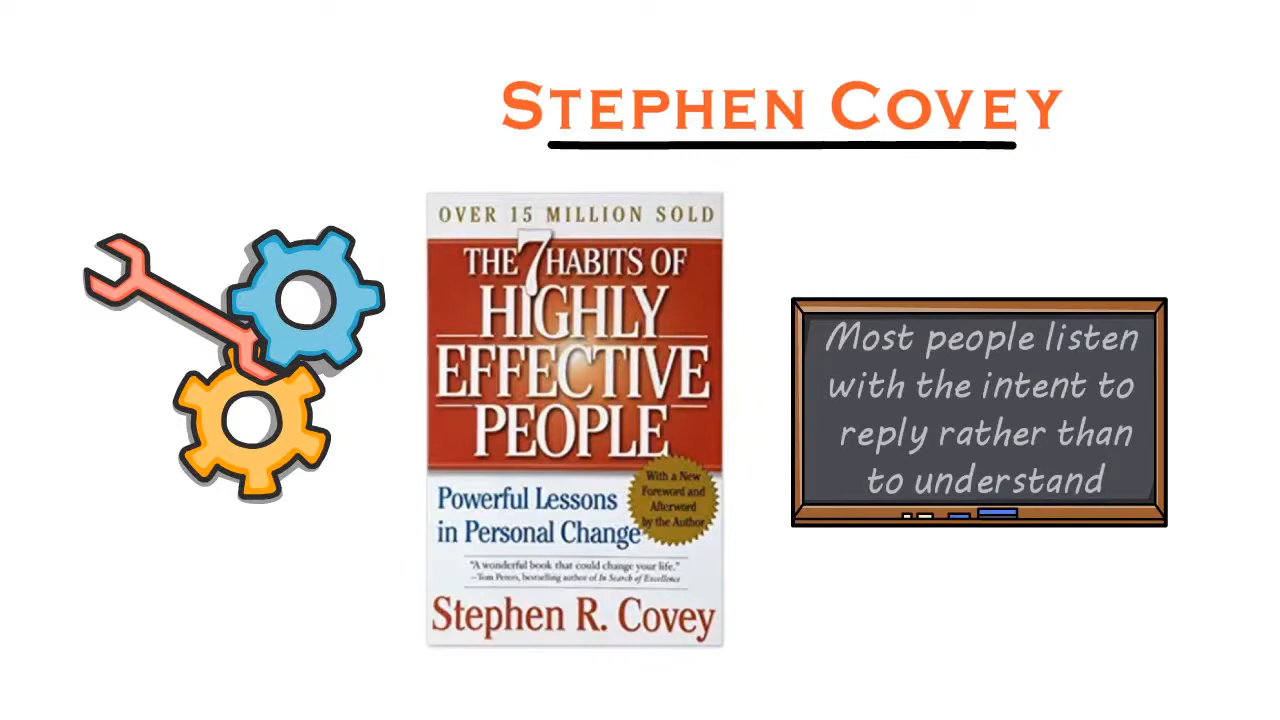 STEPHEN COVEY
OVER 15 MILLION SOLD
THE 7 HABITS OF
HIGHLY
EFFECTIVE
PEOPLE
With a New
Foreword and
Afterword
by the Author
Powerful Lessons
in Personal Change
"A wonderful book that could change your life."
—Tom Peters, bestselling author of In Search of Excellence
Stephen R. Covey
Most people listen
with the intent to
reply rather than
to understand